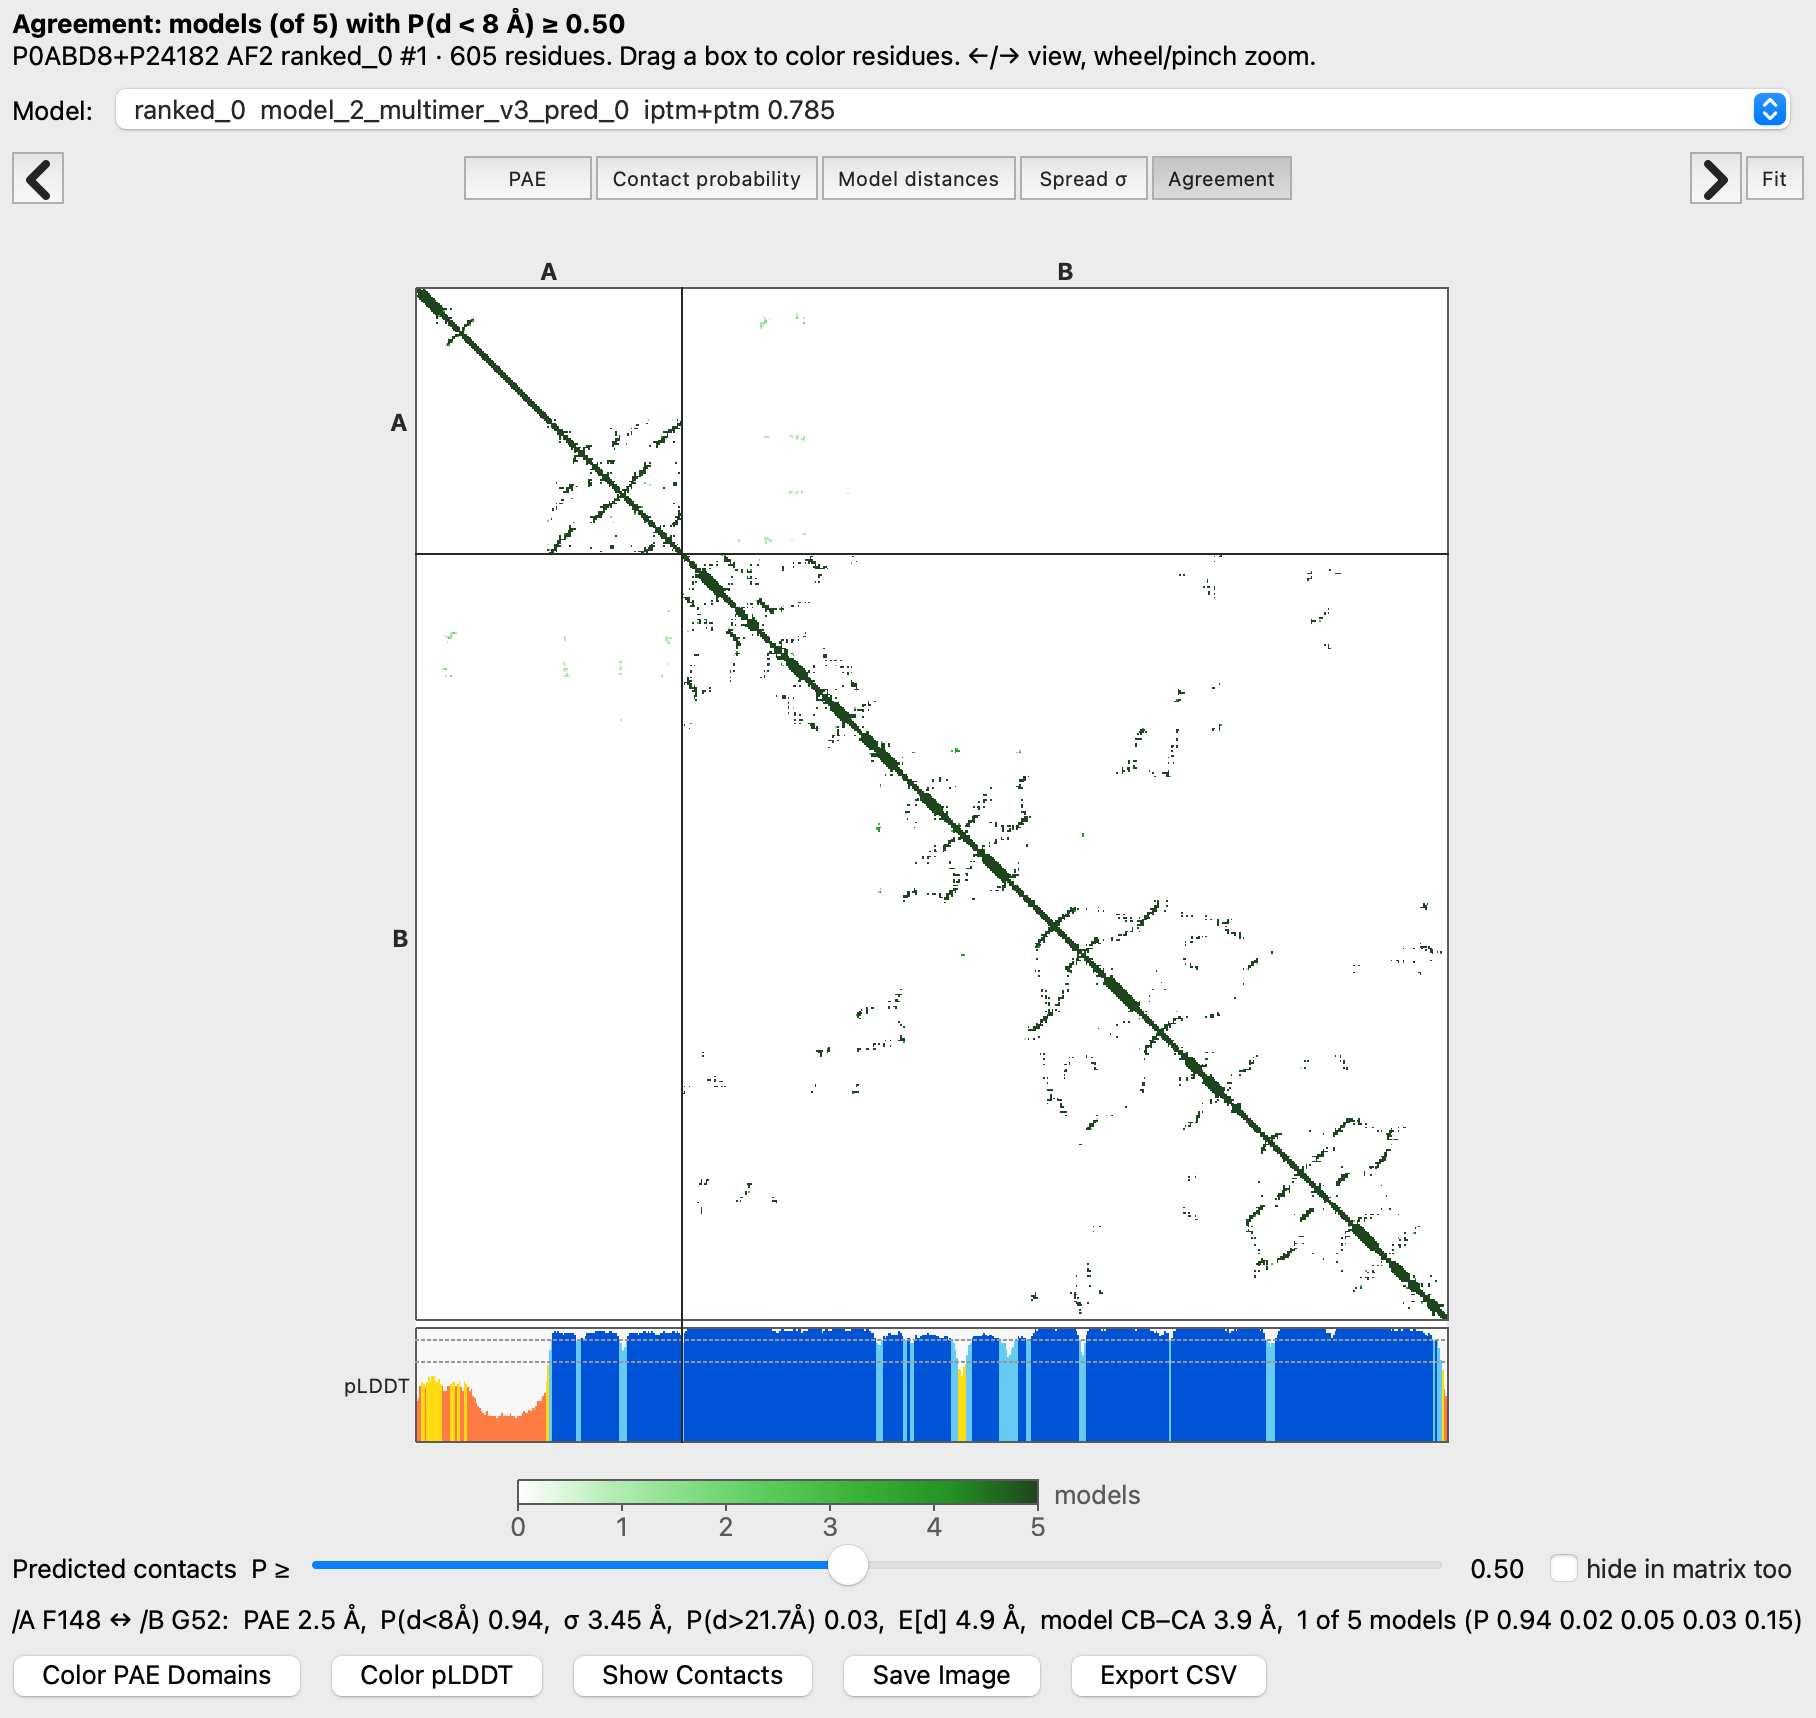 Agreement: models (of 5) with P(d < 8 Å) ≥ 0.50
P0ABD8+P24182 AF2 ranked_0 #1 · 605 residues. Drag a box to color residues. ←/→ view, wheel/pinch zoom.
Model: ranked_0 model_2_multimer_v3_pred_0 iptm+ptm 0.785
PAE Contact probability Model distances Spread σ Agreement Fit
A B
A
B
pLDDT
models
0 1 2 3 4 5
Predicted contacts P ≥ 0.50 hide in matrix too
/A F148 ↔ /B G52: PAE 2.5 Å, P(d<8Å) 0.94, σ 3.45 Å, P(d>21.7Å) 0.03, E[d] 4.9 Å, model CB–CA 3.9 Å, 1 of 5 models (P 0.94 0.02 0.05 0.03 0.15)
Color PAE Domains Color pLDDT Show Contacts Save Image Export CSV